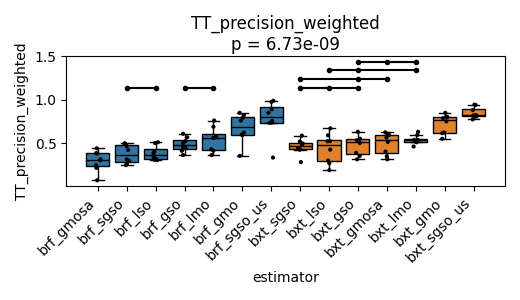 TT_precision_weighted
p = 6.73e-09
TT_precision_weighted
1.5
1.0
0.5
brf_gmosa
brf_sgso
brf_lso
brf_gso
brf_lmo
brf_gmo
brf_sgso_us
bxt_sgso
bxt_lso
bxt_gso
bxt_gmosa
bxt_lmo
bxt_gmo
bxt_sgso_us
estimator